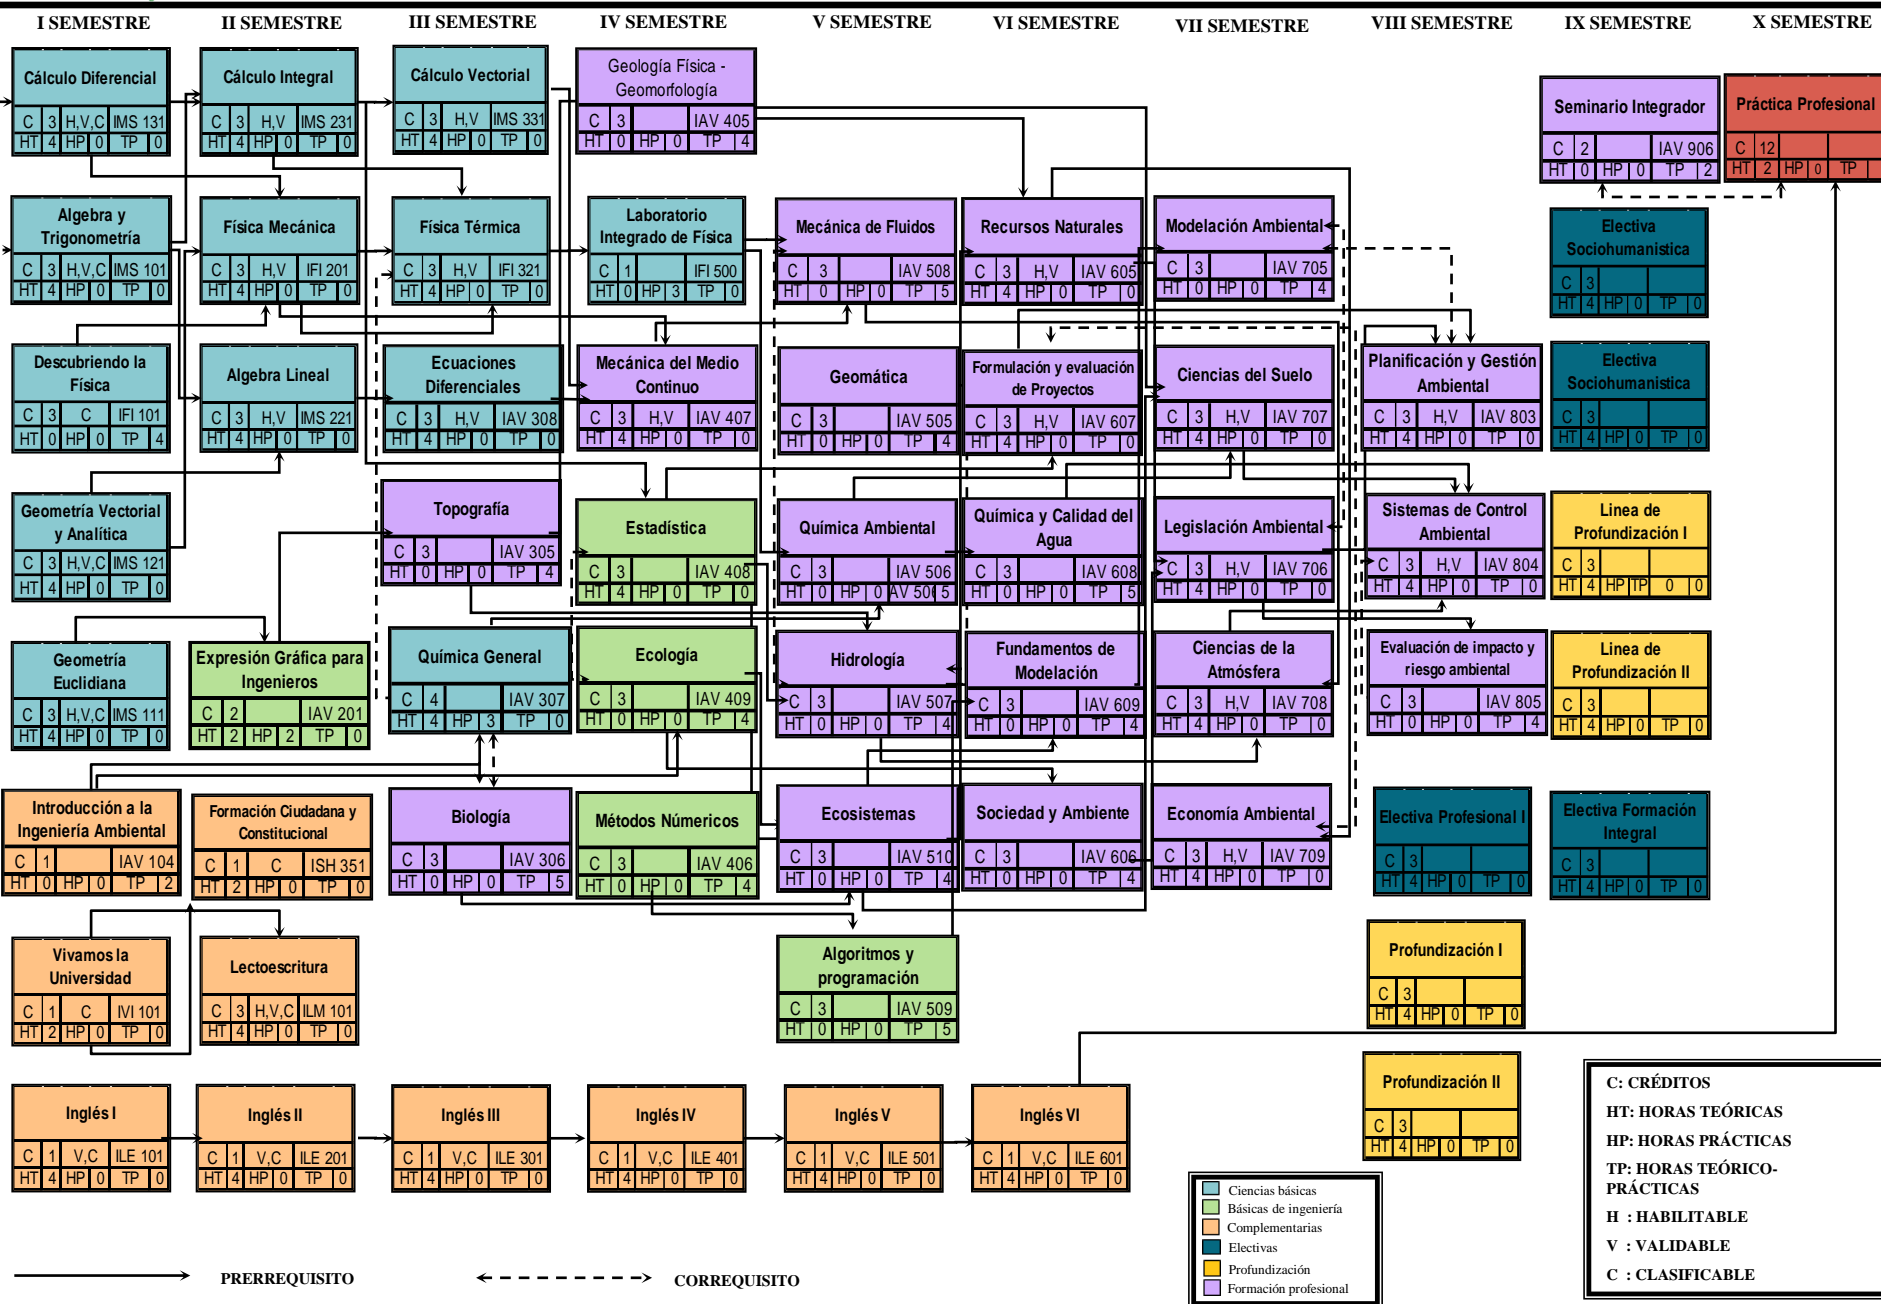 I SEMESTRE
II SEMESTRE
III SEMESTRE
IV SEMESTRE
V SEMESTRE
VI SEMESTRE
VII SEMESTRE
VIII SEMESTRE
IX SEMESTRE
X SEMESTRE
Cálculo Diferencial
C 3 H,V,C IMS 131
HT 4 HP 0 TP 0
Cálculo Integral
C 3 H,V IMS 231
HT 4 HP 0 TP 0
Cálculo Vectorial
C 3 H,V IMS 331
HT 4 HP 0 TP 0
Geología Física -
Geomorfología
C 3 IAV 405
HT 0 HP 0 TP 4
Seminario Integrador
C 2 IAV 906
HT 0 HP 0 TP 2
Práctica Profesional
C 12
HT 2 HP 0 TP
Algebra y
Trigonometría
C 3 H,V,C IMS 101
HT 4 HP 0 TP 0
Física Mecánica
C 3 H,V IFI 201
HT 4 HP 0 TP 0
Física Térmica
C 3 H,V IFI 321
HT 4 HP 0 TP 0
Laboratorio
Integrado de Física
C 1 IFI 500
HT 0 HP 3 TP 0
Mecánica de Fluidos
C 3 IAV 508
HT 0 HP 0 TP 5
Recursos Naturales
C 3 H,V IAV 605
HT 4 HP 0 TP 0
Modelación Ambiental
C 3 IAV 705
HT 0 HP 0 TP 4
Electiva
Sociohumanistica
C 3
HT 4 HP 0 TP 0
Descubriendo la
Física
C 3 C IFI 101
HT 0 HP 0 TP 4
Algebra Lineal
C 3 H,V IMS 221
HT 4 HP 0 TP 0
Ecuaciones
Diferenciales
C 3 H,V IAV 308
HT 4 HP 0 TP 0
Mecánica del Medio
Continuo
C 3 H,V IAV 407
HT 4 HP 0 TP 0
Geomática
C 3 IAV 505
HT 0 HP 0 TP 4
Formulación y evaluación
de Proyectos
C 3 H,V IAV 607
HT 4 HP 0 TP 0
Ciencias del Suelo
C 3 H,V IAV 707
HT 4 HP 0 TP 0
Planificación y Gestión
Ambiental
C 3 H,V IAV 803
HT 4 HP 0 TP 0
Electiva
Sociohumanistica
C 3
HT 4 HP 0 TP 0
Geometría Vectorial
y Analítica
C 3 H,V,C IMS 121
HT 4 HP 0 TP 0
Topografía
C 3 IAV 305
HT 0 HP 0 TP 4
Estadística
C 3 IAV 408
HT 4 HP 0 TP 0
Química Ambiental
C 3 IAV 506
HT 0 HP 0 AV 506 5
Química y Calidad del
Agua
C 3 IAV 608
HT 0 HP 0 TP 5
Legislación Ambiental
C 3 H,V IAV 706
HT 4 HP 0 TP 0
Sistemas de Control
Ambiental
C 3 H,V IAV 804
HT 4 HP 0 TP 0
Linea de
Profundización I
C 3
HT 4 HP TP 0 0
Geometría
Euclidiana
C 3 H,V,C IMS 111
HT 4 HP 0 TP 0
Expresión Gráfica para
Ingenieros
C 2 IAV 201
HT 2 HP 2 TP 0
Química General
C 4 IAV 307
HT 4 HP 3 TP 0
Ecología
C 3 IAV 409
HT 0 HP 0 TP 4
Hidrología
C 3 IAV 507
HT 0 HP 0 TP 4
Fundamentos de
Modelación
C 3 IAV 609
HT 0 HP 0 TP 4
Ciencias de la
Atmósfera
C 3 H,V IAV 708
HT 4 HP 0 TP 0
Evaluación de impacto y
riesgo ambiental
C 3 IAV 805
HT 0 HP 0 TP 4
Linea de
Profundización II
C 3
HT 4 HP 0 TP 0
Introducción a la
Ingeniería Ambiental
C 1 IAV 104
HT 0 HP 0 TP 2
Formación Ciudadana y
Constitucional
C 1 C ISH 351
HT 2 HP 0 TP 0
Biología
C 3 IAV 306
HT 0 HP 0 TP 5
Métodos Númericos
C 3 IAV 406
HT 0 HP 0 TP 4
Ecosistemas
C 3 IAV 510
HT 0 HP 0 TP 4
Sociedad y Ambiente
C 3 IAV 606
HT 0 HP 0 TP 4
Economía Ambiental
C 3 H,V IAV 709
HT 4 HP 0 TP 0
Electiva Profesional I
C 3
HT 4 HP 0 TP 0
Electiva Formación
Integral
C 3
HT 4 HP 0 TP 0
Vivamos la
Universidad
C 1 C IVI 101
HT 2 HP 0 TP 0
Lectoescritura
C 3 H,V,C ILM 101
HT 4 HP 0 TP 0
Algoritmos y
programación
C 3 IAV 509
HT 0 HP 0 TP 5
Profundización I
C 3
HT 4 HP 0 TP 0
Profundización II
C 3
HT 4 HP 0 TP 0
Inglés I
C 1 V,C ILE 101
HT 4 HP 0 TP 0
Inglés II
C 1 V,C ILE 201
HT 4 HP 0 TP 0
Inglés III
C 1 V,C ILE 301
HT 4 HP 0 TP 0
Inglés IV
C 1 V,C ILE 401
HT 4 HP 0 TP 0
Inglés V
C 1 V,C ILE 501
HT 4 HP 0 TP 0
Inglés VI
C 1 V,C ILE 601
HT 4 HP 0 TP 0
C: CRÉDITOS
HT: HORAS TEÓRICAS
HP: HORAS PRÁCTICAS
TP: HORAS TEÓRICO-
PRÁCTICAS
H : HABILITABLE
V : VALIDABLE
C : CLASIFICABLE
Ciencias básicas
Básicas de ingeniería
Complementarias
Electivas
Profundización
Formación profesional
PRERREQUISITO
CORREQUISITO